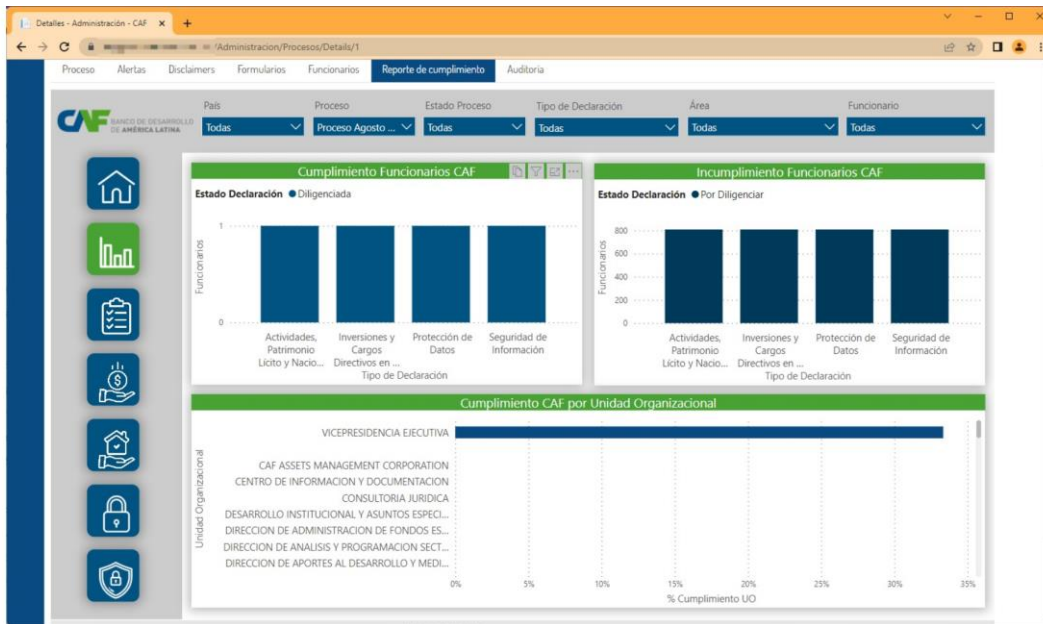 Detalles - Administración - CAF
/Administracion/Procesos/Details/1
Proceso Alertas Disclaimers Formularios Funcionarios Reporte de cumplimiento Auditoria
País Proceso Estado Proceso Tipo de Declaración Área Funcionario
CAF BANCO DE DESARROLLO
DE AMÉRICA LATINA
Todas Proceso Agosto ... Todas Todas Todas Todas
Cumplimiento Funcionarios CAF
Estado Declaración Diligenciada
Funcionarios
1
0
Actividades,
Patrimonio
Lícito y Nacio...
Inversiones y
Cargos
Directivos en ...
Protección de
Datos
Seguridad de
Información
Tipo de Declaración
Incumplimiento Funcionarios CAF
Estado Declaración Por Diligenciar
Funcionarios
800
600
400
200
0
Actividades,
Patrimonio
Lícito y Nacio...
Inversiones y
Cargos
Directivos en ...
Protección de
Datos
Seguridad de
Información
Tipo de Declaración
Cumplimiento CAF por Unidad Organizacional
Unidad Organizacional
VICEPRESIDENCIA EJECUTIVA
CAF ASSETS MANAGEMENT CORPORATION
CENTRO DE INFORMACION Y DOCUMENTACION
CONSULTORIA JURIDICA
DESARROLLO INSTITUCIONAL Y ASUNTOS ESPECI...
DIRECCION DE ADMINISTRACION DE FONDOS ES...
DIRECCION DE ANALISIS Y PROGRAMACION SECT...
DIRECCION DE APORTES AL DESARROLLO Y MEDI...
0% 5% 10% 15% 20% 25% 30% 35%
% Cumplimiento UO